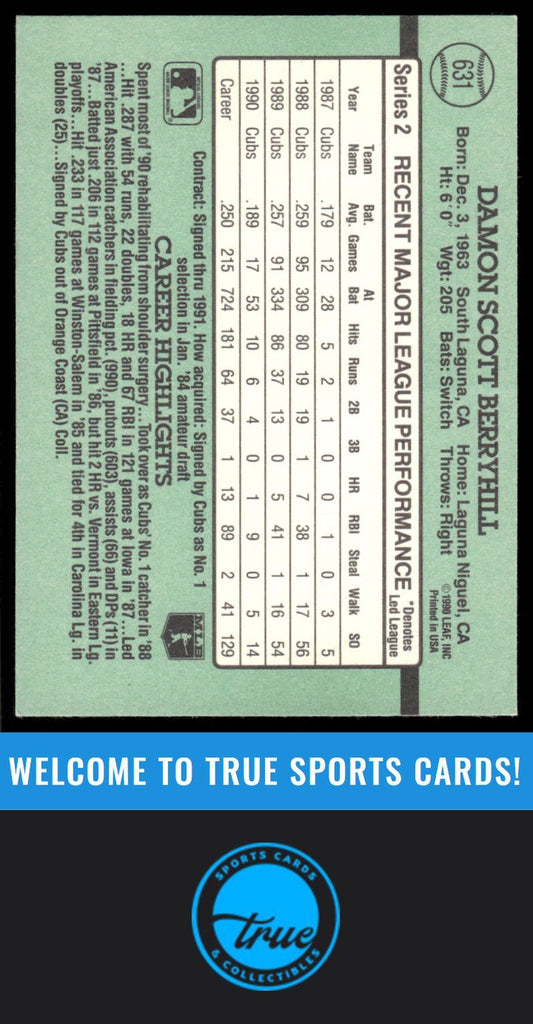 631
DAMON SCOTT BERRYHILL
Born: Dec. 3, 1963 South Laguna, CA Home: Laguna Niguel, CA
Ht: 6' 0" Wgt: 205 Bats: Switch Throws: Right
©1990 LEAF, INC
Printed in USA
Series 2 RECENT MAJOR LEAGUE PERFORMANCE *Denotes
Led League
Team Bat. At
Year Name Avg. Games Bat Hits Runs 2B 3B HR RBI Steal Walk SO
1987 Cubs .179 12 28 5 2 1 0 0 1 0 3 5
1988 Cubs .259 95 309 80 19 19 1 7 38 1 17 56
1989 Cubs .257 91 334 86 37 13 0 5 41 1 16 54
1990 Cubs .189 17 53 10 6 4 0 1 9 0 5 14
Career .250 215 724 181 64 37 1 13 89 2 41 129
Contract: Signed thru 1991. How acquired: Signed by Cubs as No. 1
selection in Jan. '84 amateur draft
CAREER HIGHLIGHTS
Spent most of '90 rehabilitating from shoulder surgery...Took over as Cubs' No. 1 catcher in '88
...Hit .287 with 54 runs, 22 doubles, 18 HR and 67 RBI in 121 games at Iowa in '87...Led
American Association catchers in fielding pct. (.990), putouts (603), assists (66) and DPs (11) in
'87...Batted just .206 in 112 games at Pittsfield in '86, but hit 2 HR vs. Vermont in Eastern Lg.
playoffs...Hit .233 in 117 games at Winston-Salem in '85 and tied for 4th in Carolina Lg. in
doubles (25)...Signed by Cubs out of Orange Coast (CA) Coll.
WELCOME TO TRUE SPORTS CARDS!
SPORTS CARDS
true
& COLLECTIBLES